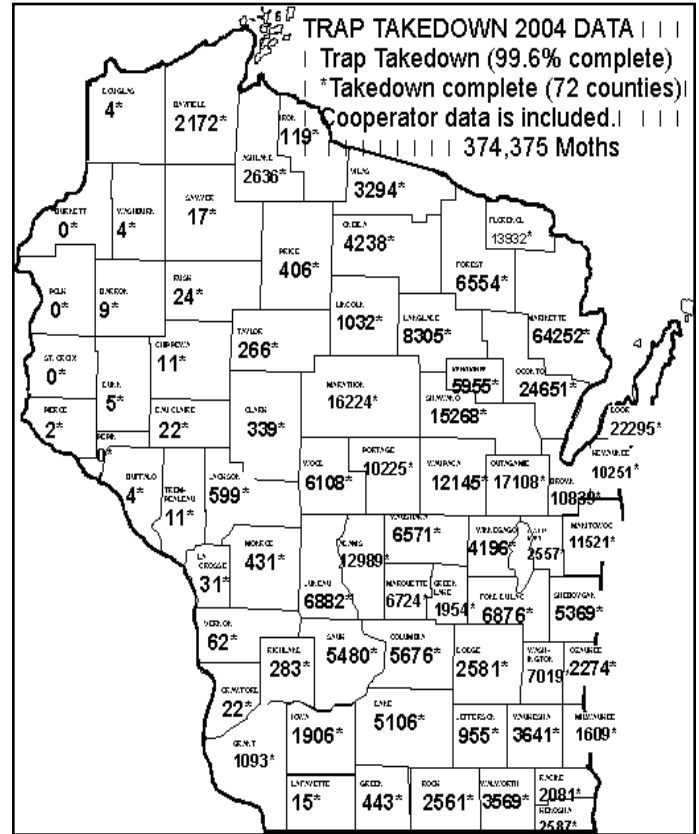 TRAP TAKEDOWN 2004 DATA
Trap Takedown (99.6% complete)
*Takedown complete (72 counties)
Cooperator data is included.
374,375 Moths
DOUGLAS
4*
BAYFIELD
2172*
IRON
119*
ASHLAND
2636*
VILAS
3294*
BURNETT
0*
WASHBURN
4*
SAWYER
17*
ONEIDA
4238*
FLORENCE
13932*
PRICE
406*
FOREST
6554*
POLK
0*
BARRON
9*
RUSK
24*
LINCOLN
1032*
LANGLADE
8305*
MARINETTE
64252*
TAYLOR
266*
CHIPPEWA
11*
ST. CROIX
0*
DUNN
5*
MARATHON
16224*
MENOMINEE
5955*
OCONTO
24651*
SHAWANO
15268*
PIERCE
2*
EAU CLAIRE
22*
CLARK
339*
DOOR
22295*
PEPIN
0*
BUFFALO
4*
TREM-
PEALEAU
11*
JACKSON
599*
WOOD
6108*
PORTAGE
10225*
WAUPACA
12145*
OUTAGAMIE
17108*
BROWN
10839*
KEWAUNEE
10251*
MONROE
431*
LA
CROSSE
31*
JUNEAU
6882*
ADAMS
12989*
WAUSHARA
6571*
WINNEBAGO
4196*
2557*
MANITOWOC
11521*
MARQUETTE
6724*
GREEN
LAKE
1954*
FOND DU LAC
6876*
SHEBOYGAN
5369*
VERNON
62*
RICHLAND
283*
SAUK
5480*
COLUMBIA
5676*
DODGE
2581*
WASH-
INGTON
7019*
OZAUKEE
2274*
CRAWFORD
22*
GRANT
1093*
IOWA
1906*
DANE
5106*
JEFFERSON
955*
WAUKESHA
3641*
MILWAUKEE
1609*
LAFAYETTE
15*
GREEN
443*
ROCK
2561*
WALWORTH
3569*
RACINE
2081*
KENOSHA
2587*